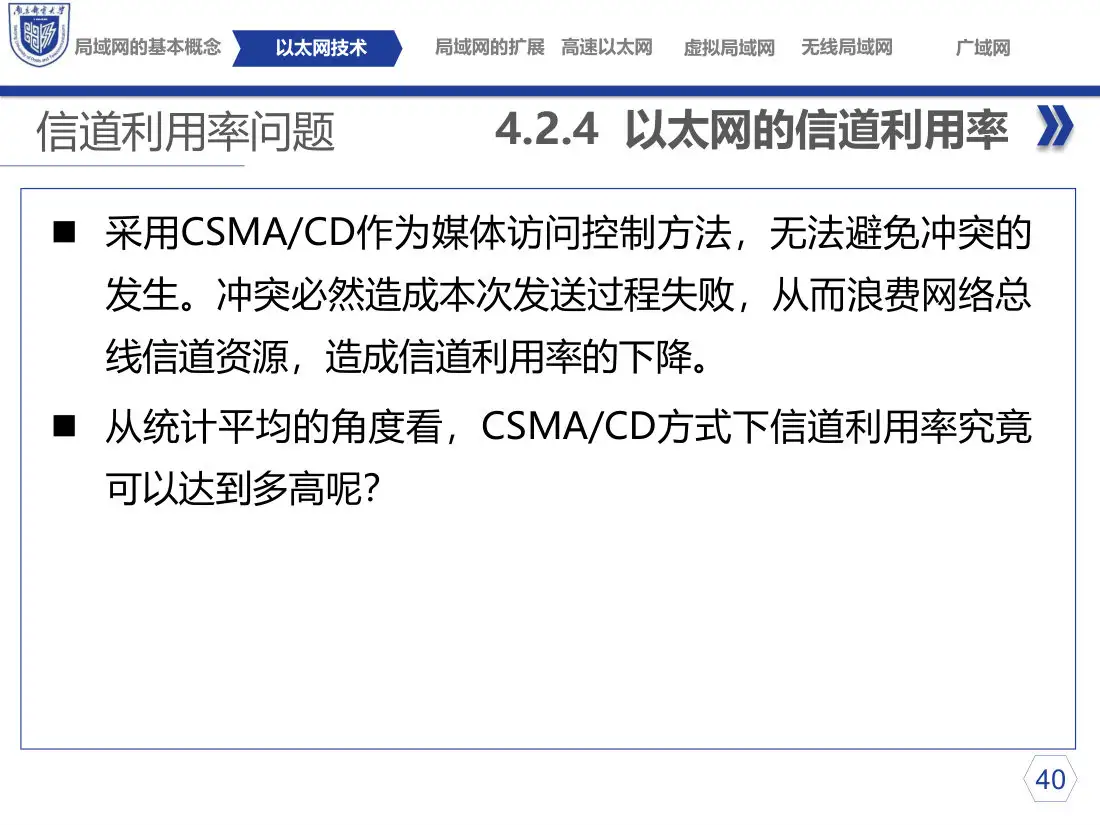 南京邮电大学
局域网的基本概念 以太网技术 局域网的扩展 高速以太网 虚拟局域网 无线局域网 广域网
信道利用率问题 4.2.4 以太网的信道利用率
■ 采用CSMA/CD作为媒体访问控制方法，无法避免冲突的
发生。冲突必然造成本次发送过程失败，从而浪费网络总
线信道资源，造成信道利用率的下降。
■ 从统计平均的角度看，CSMA/CD方式下信道利用率究竟
可以达到多高呢？
40